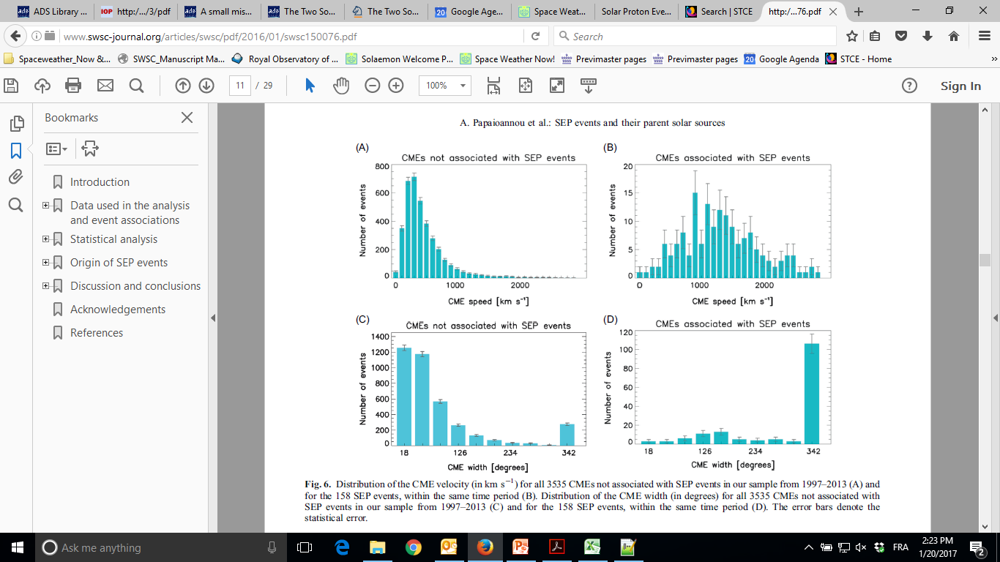 ADS Library ...
http:/.../3/pdf
A small mis...
The Two So...
The Two So...
Google Age...
Space Weat...
Solar Proton Eve...
Search | STCE
http:/...76.pdf
www.swsc-journal.org/articles/swsc/pdf/2016/01/swsc150076.pdf
Search
Spaceweather_Now &...
SWSC_Manuscript Ma...
Royal Observatory of ...
Solaemon Welcome P...
Space Weather Now!
Previmaster pages
Previmaster pages
Google Agenda
STCE - Home
11 / 29
100%
Sign In
Bookmarks
Introduction
Data used in the analysis
and event associations
Statistical analysis
Origin of SEP events
Discussion and conclusions
Acknowledgements
References
A. Papaioannou et al.: SEP events and their parent solar sources
(A)
CMEs not associated with SEP events
Number of events
800
600
400
200
0
0 1000 2000
CME speed [km s⁻¹]
(B)
CMEs associated with SEP events
Number of events
20
15
10
5
0
0 1000 2000
CME speed [km s⁻¹]
(C)
CMEs not associated with SEP events
Number of events
1400
1200
1000
800
600
400
200
0
18 126 234 342
CME width [degrees]
(D)
CMEs associated with SEP events
Number of events
120
100
80
60
40
20
0
18 126 234 342
CME width [degrees]
Fig. 6. Distribution of the CME velocity (in km s⁻¹) for all 3535 CMEs not associated with SEP events in our sample from 1997–2013 (A) and
for the 158 SEP events, within the same time period (B). Distribution of the CME width (in degrees) for all 3535 CMEs not associated with
SEP events in our sample from 1997–2013 (C) and for the 158 SEP events, within the same time period (D). The error bars denote the
statistical error.
Ask me anything
FRA
2:23 PM
1/20/2017
2